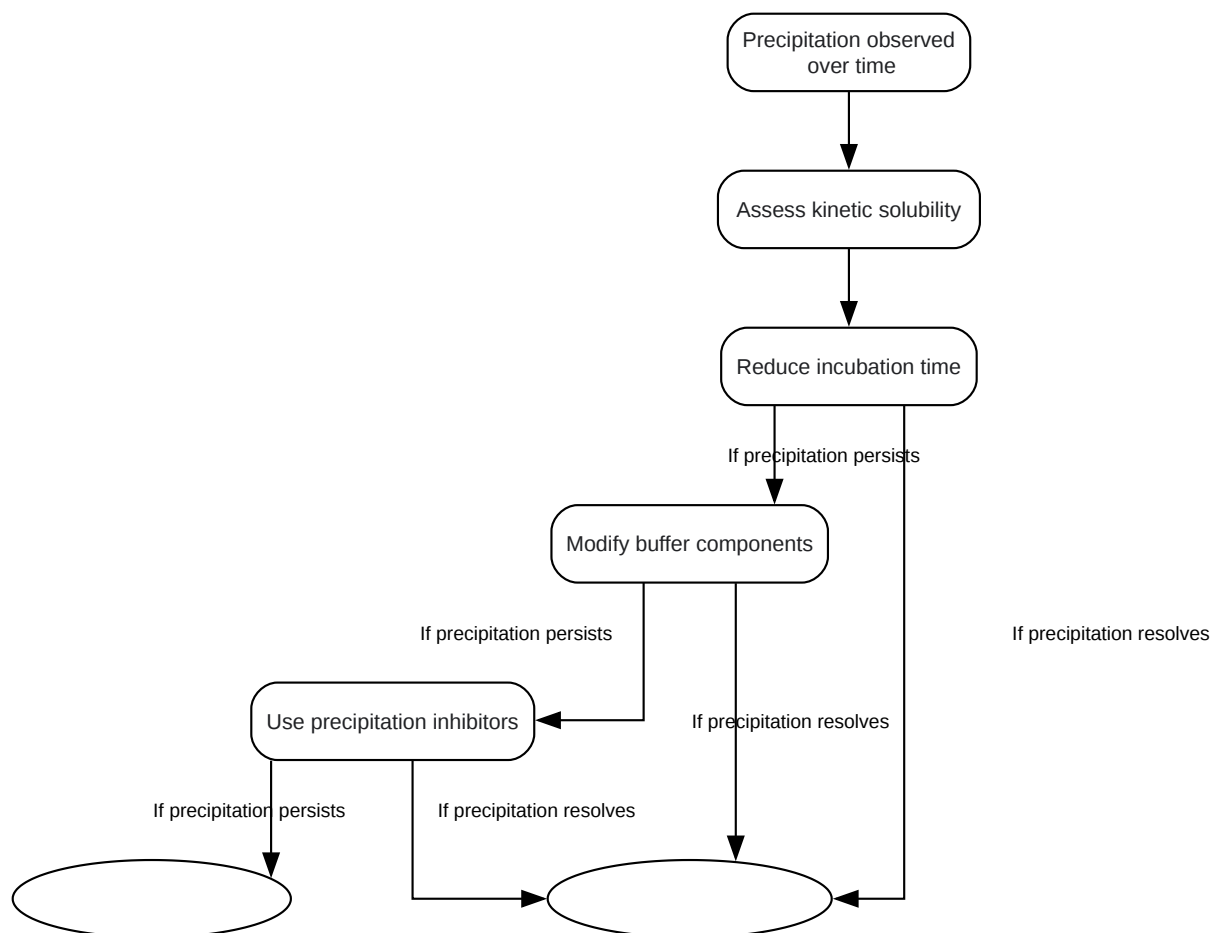 Precipitation observed
over time
Assess kinetic solubility
Reduce incubation time
If precipitation persists
Modify buffer components
If precipitation persists
If precipitation resolves
Use precipitation inhibitors
If precipitation resolves
If precipitation persists
If precipitation resolves